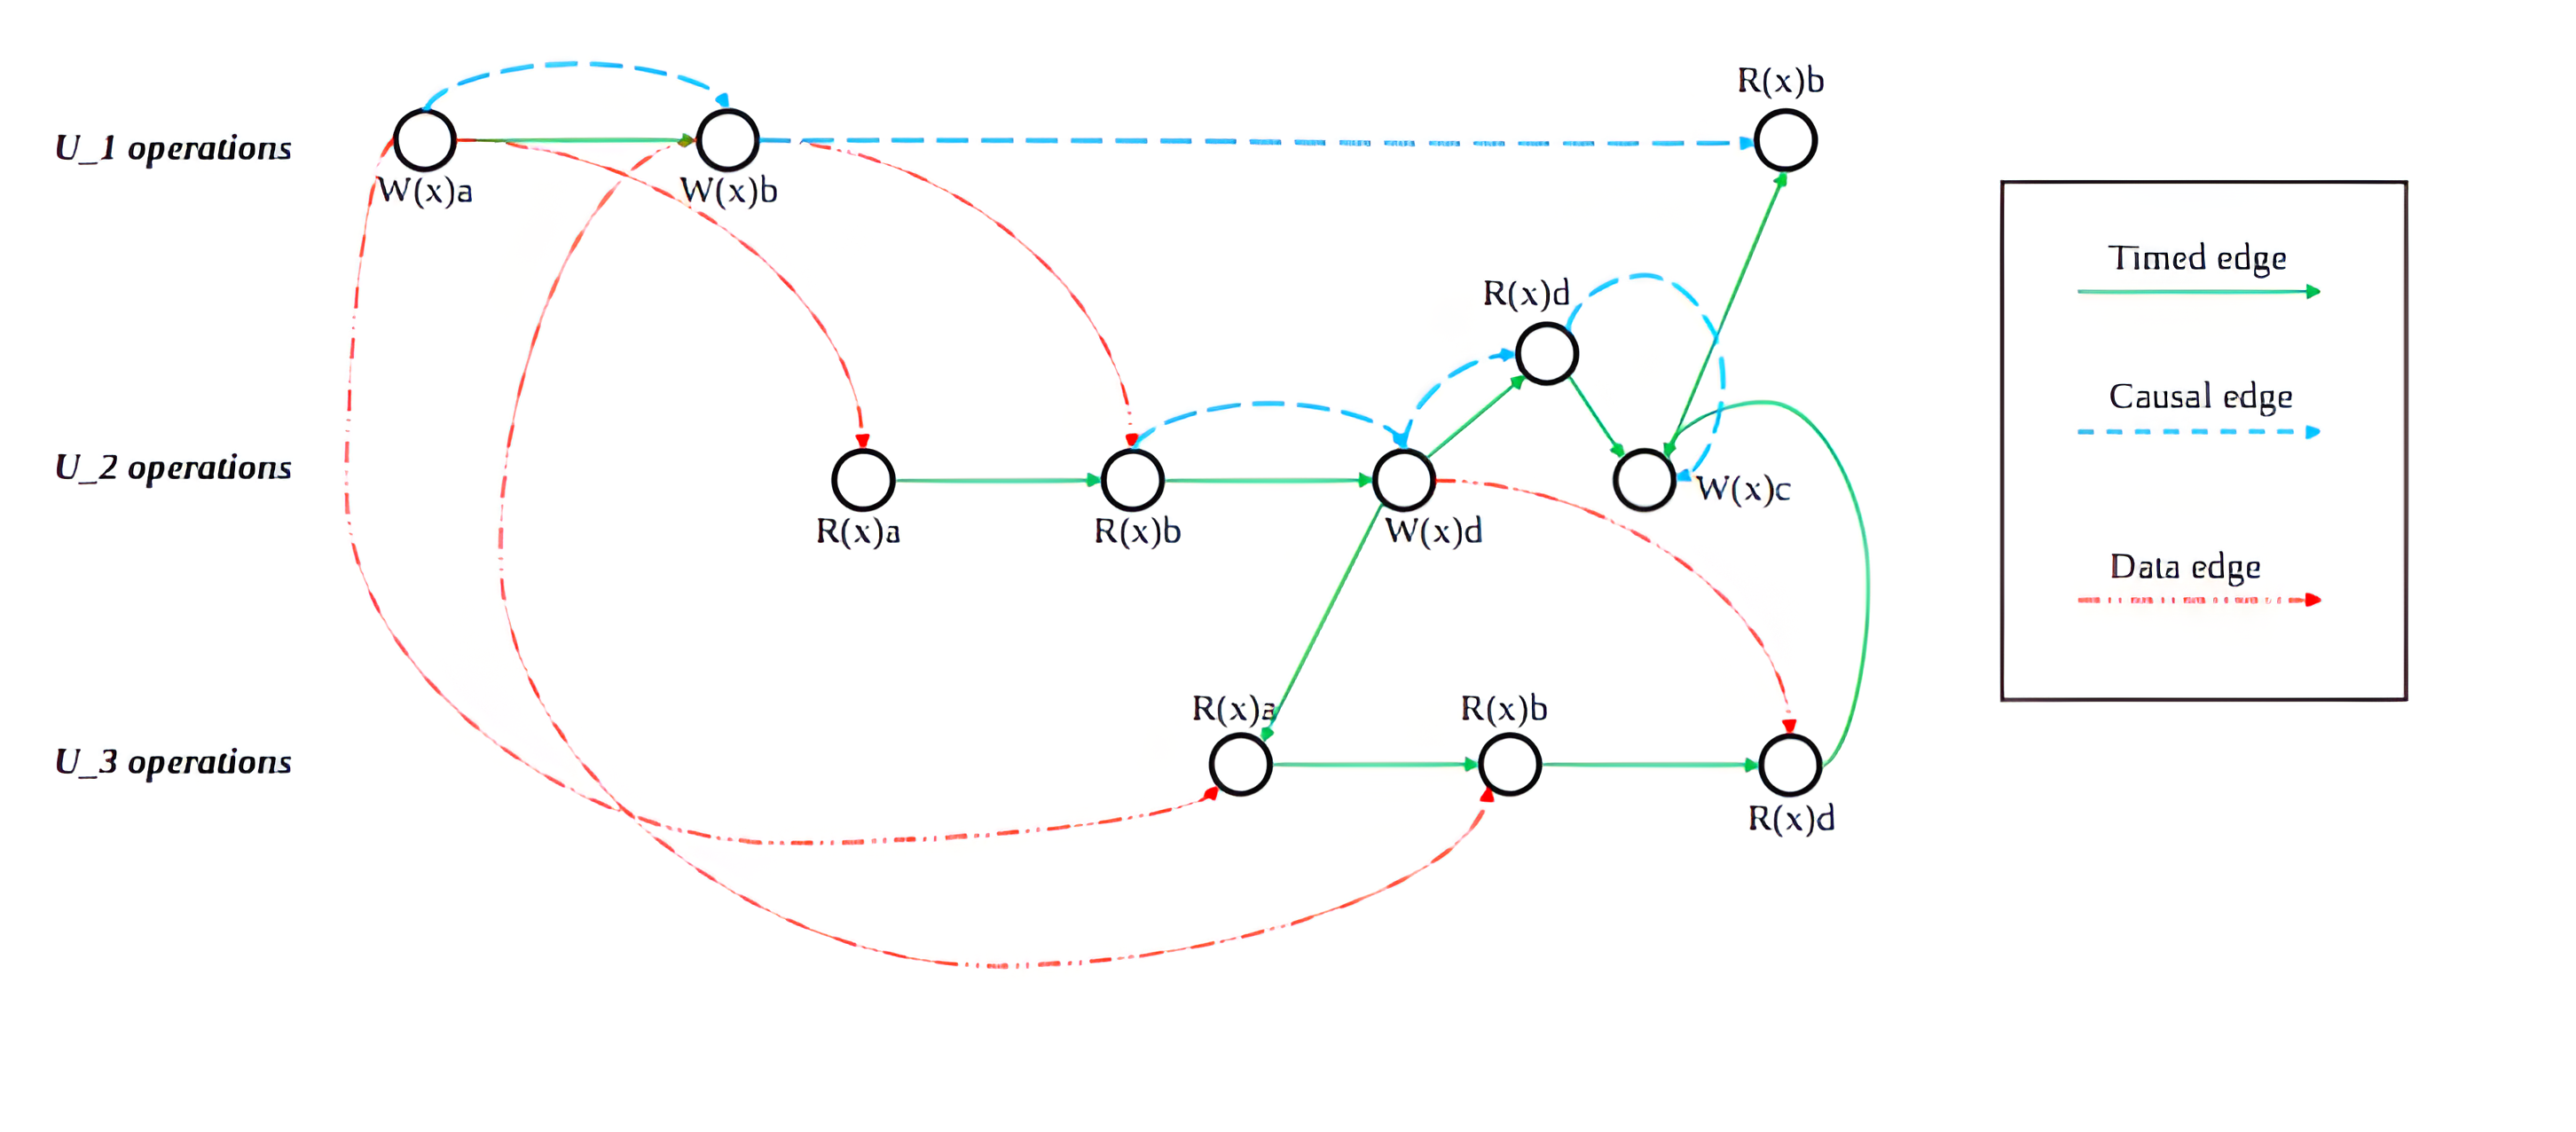 R(x)b
U_1 operations
W(x)a
W(x)b
Timed edge
R(x)d
Causal edge
U_2 operations
W(x)c
R(x)a
R(x)b
W(x)d
Data edge
R(x)a
R(x)b
U_3 operations
R(x)d